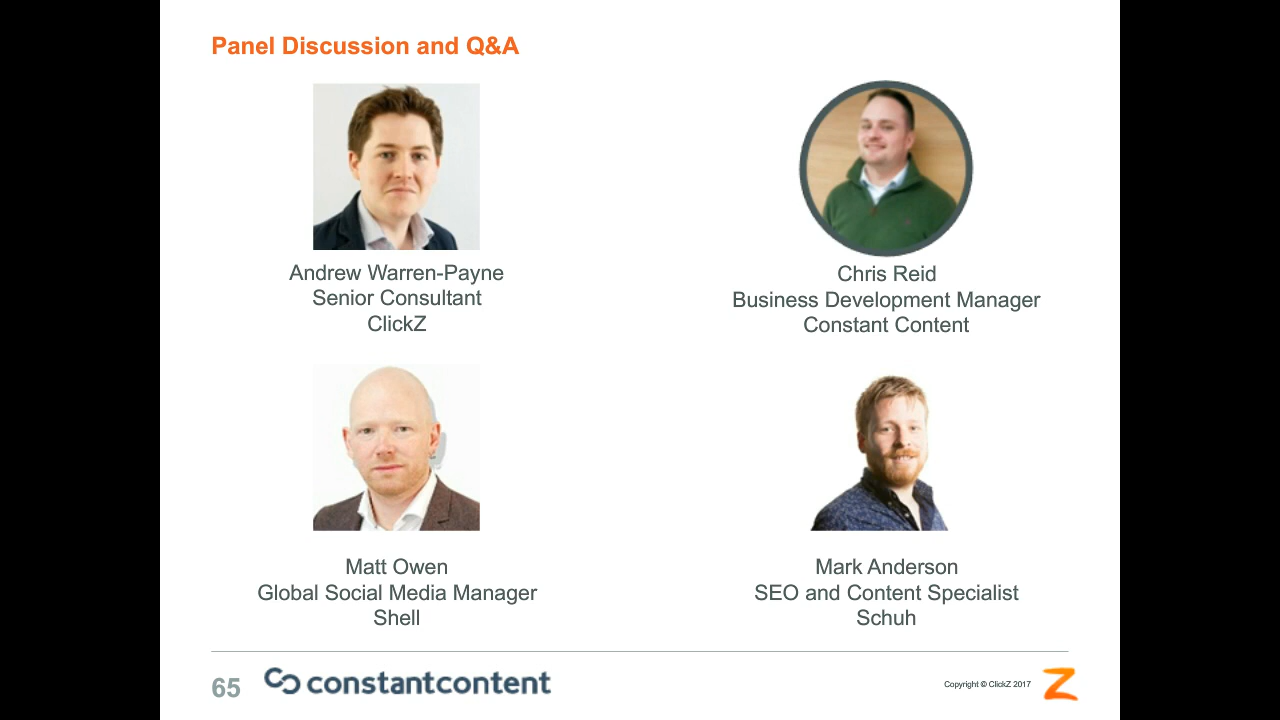 Panel Discussion and Q&A
Andrew Warren-Payne
Senior Consultant
ClickZ
Chris Reid
Business Development Manager
Constant Content
Matt Owen
Global Social Media Manager
Shell
Mark Anderson
SEO and Content Specialist
Schuh
65
constantcontent
Copyright © ClickZ 2017
Z